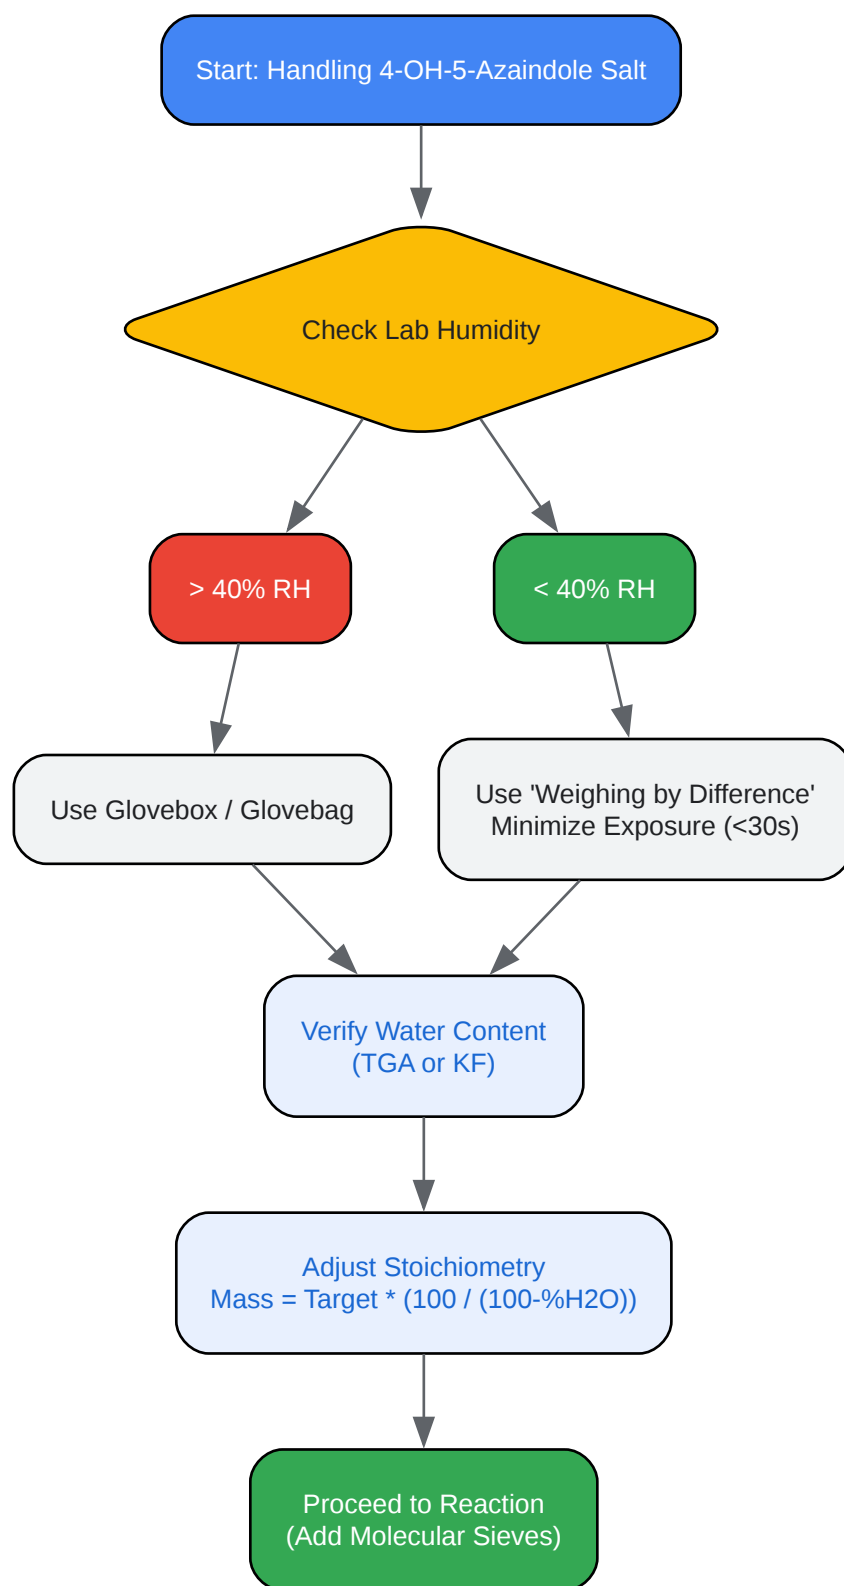 Start: Handling 4-OH-5-Azaindole Salt
Check Lab Humidity
> 40% RH
< 40% RH
Use Glovebox / Glovebag
Use 'Weighing by Difference'
Minimize Exposure (<30s)
Verify Water Content
(TGA or KF)
Adjust Stoichiometry
Mass = Target * (100 / (100-%H2O))
Proceed to Reaction
(Add Molecular Sieves)